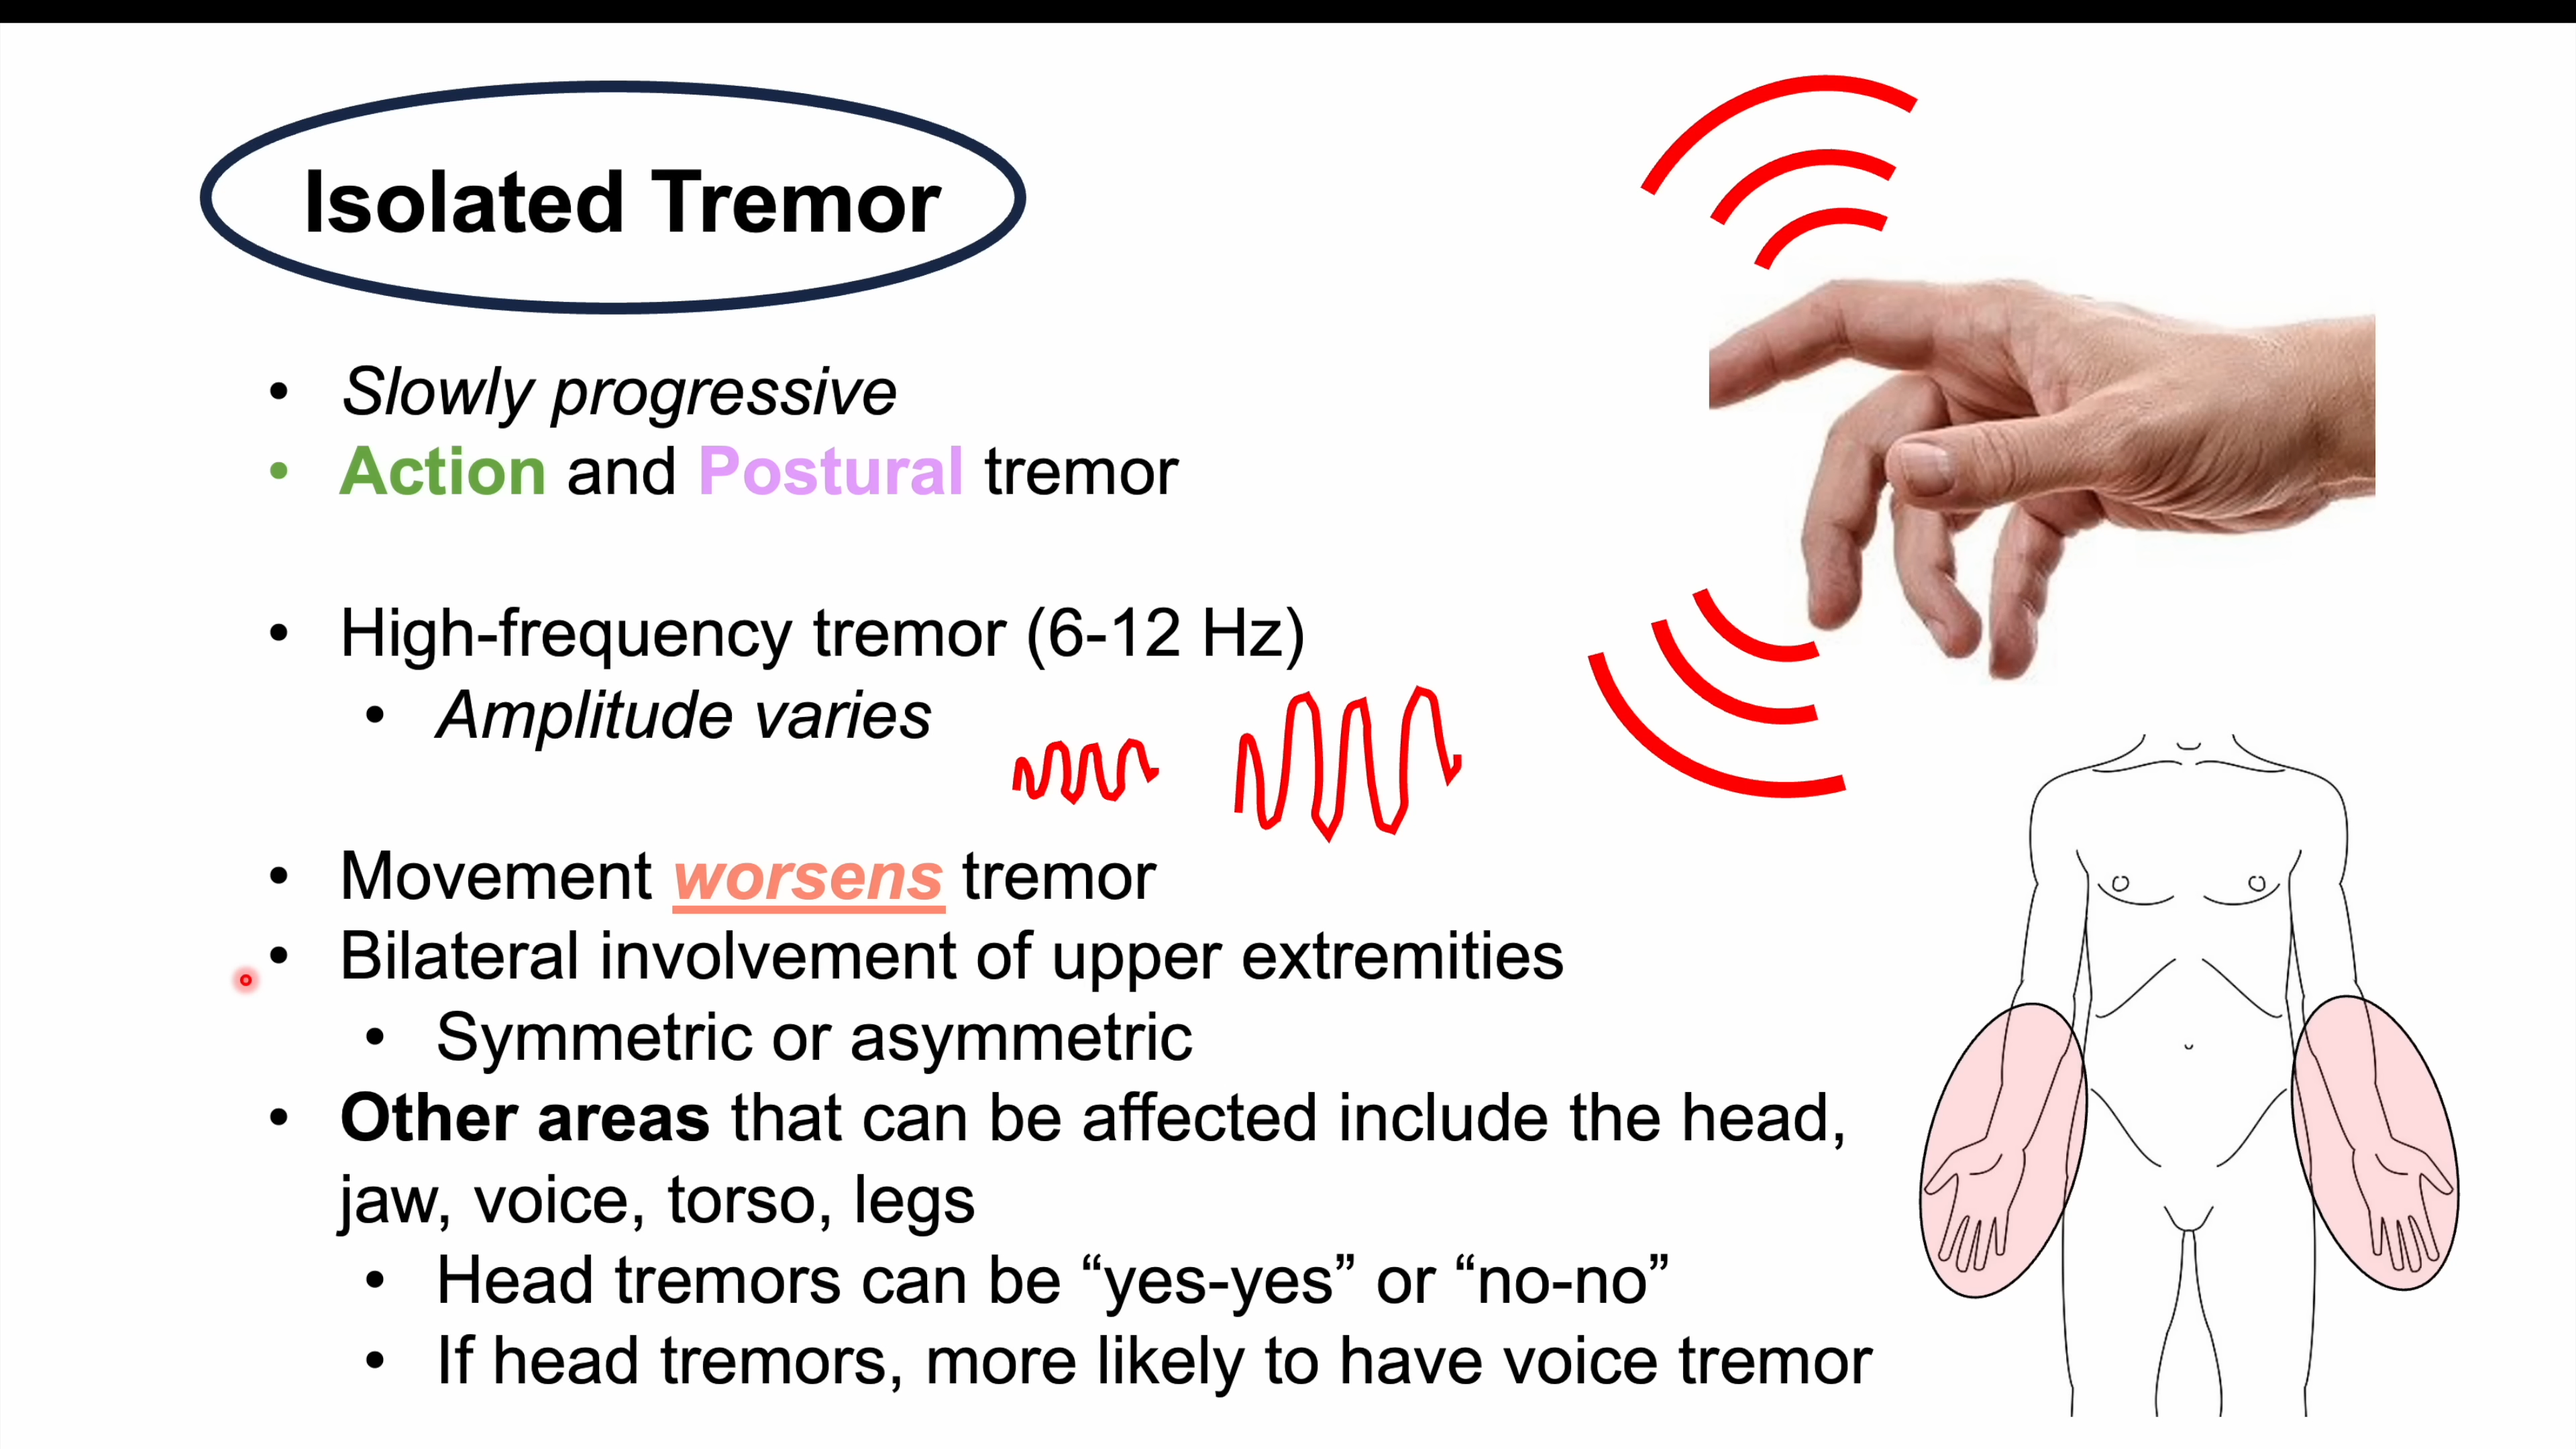 Isolated Tremor
• Slowly progressive
• Action and Postural tremor
• High-frequency tremor (6-12 Hz)
• Amplitude varies
• Movement worsens tremor
• Bilateral involvement of upper extremities
• Symmetric or asymmetric
• Other areas that can be affected include the head,
jaw, voice, torso, legs
• Head tremors can be “yes-yes” or “no-no”
• If head tremors, more likely to have voice tremor